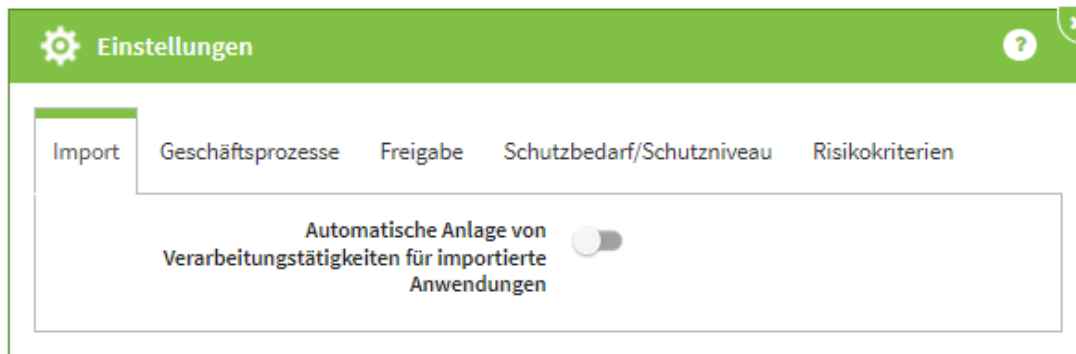 Einstellungen
?
Import Geschäftsprozesse Freigabe Schutzbedarf/Schutzniveau Risikokriterien
Automatische Anlage von
Verarbeitungstätigkeiten für importierte
Anwendungen